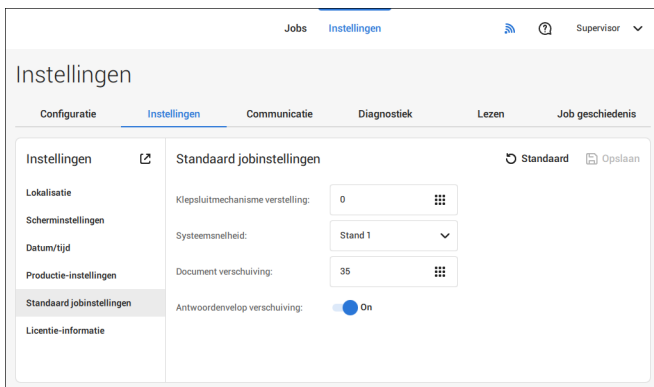 Jobs Instellingen Supervisor
Instellingen
Configuratie Instellingen Communicatie Diagnostiek Lezen Job geschiedenis
Instellingen
Lokalisatie
Scherminstellingen
Datum/tijd
Productie-instellingen
Standaard jobinstellingen
Licentie-informatie
Standaard jobinstellingen Standaard Opslaan
Klepsluitmechanisme verstelling: 0
Systeemsnelheid: Stand 1
Document verschuiving: 35
Antwoordenvelop verschuiving: On